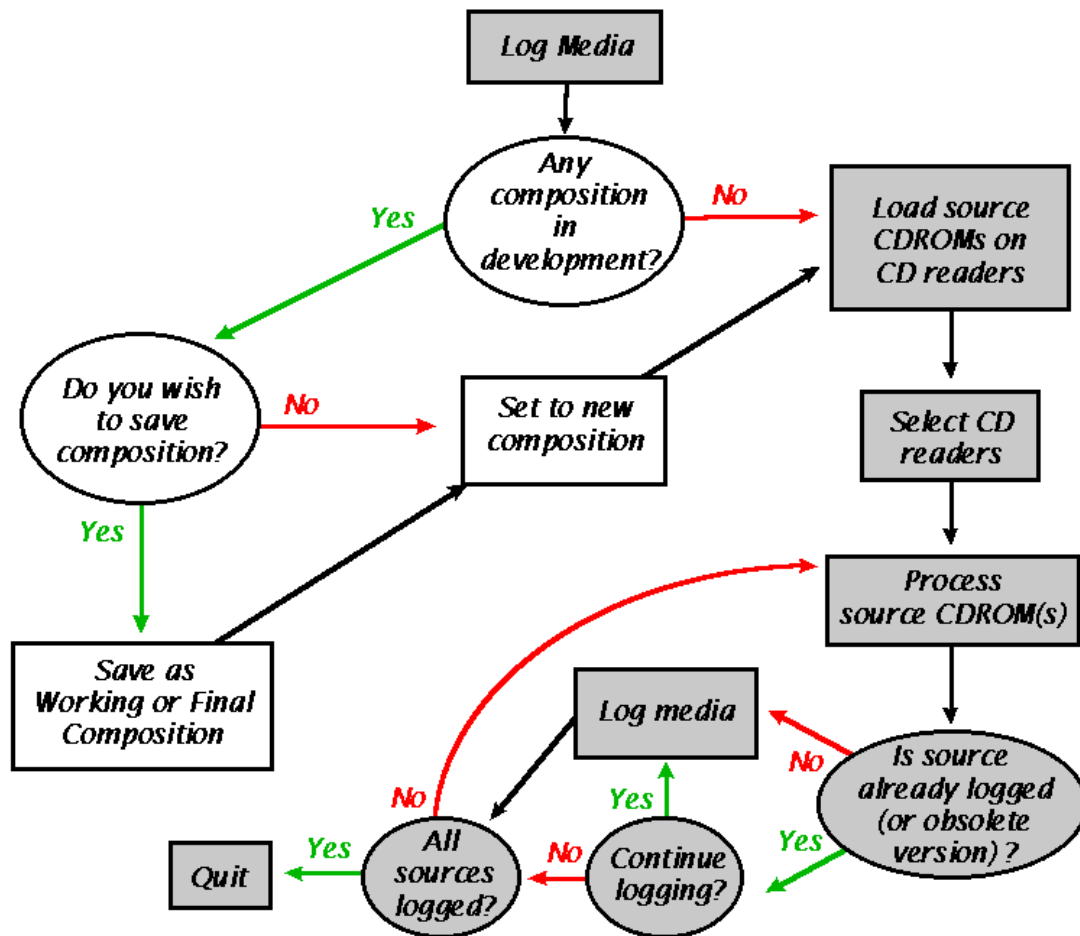 Log Media
Any
composition
in
development?
Yes
No
Load source
CDROMs on
CD readers
Do you wish
to save
composition?
No
Set to new
composition
Select CD
readers
Yes
Process
source CDROM(s)
Save as
Working or Final
Composition
Log media
No
Is source
already logged
(or obsolete
version) ?
Yes
No
Yes
Continue
logging?
No
All
sources
logged?
Yes
Quit